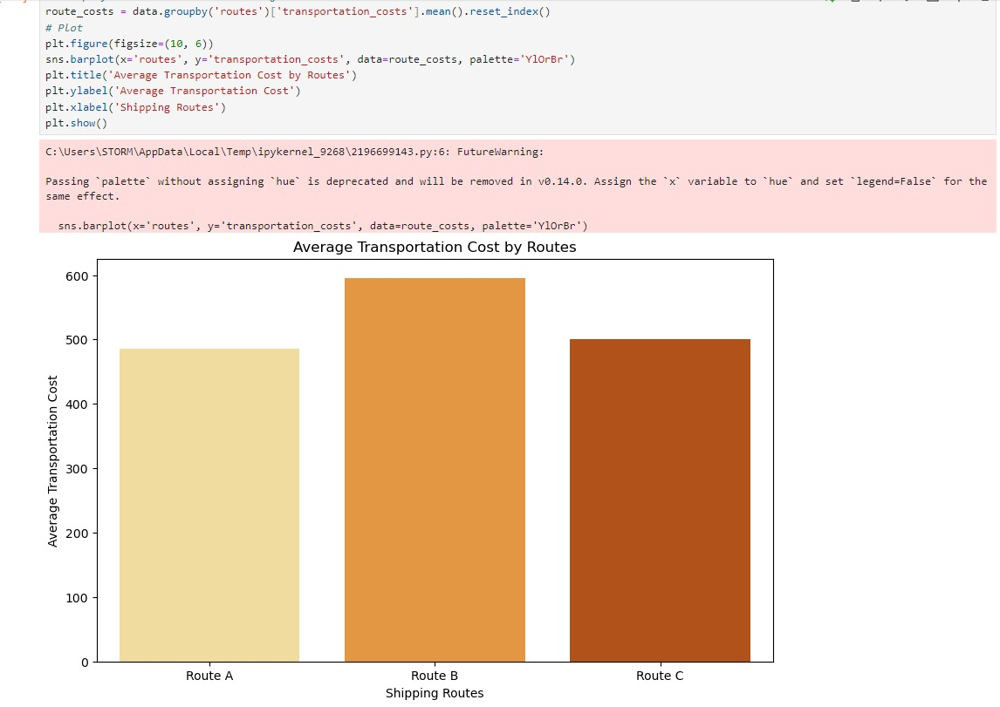 route_costs = data.groupby('routes')['transportation_costs'].mean().reset_index()
# Plot
plt.figure(figsize=(10, 6))
sns.barplot(x='routes', y='transportation_costs', data=route_costs, palette='YlOrBr')
plt.title('Average Transportation Cost by Routes')
plt.ylabel('Average Transportation Cost')
plt.xlabel('Shipping Routes')
plt.show()
C:\Users\STORM\AppData\Local\Temp\ipykernel_9268\2196699143.py:6: FutureWarning:
Passing `palette` without assigning `hue` is deprecated and will be removed in v0.14.0. Assign the `x` variable to `hue` and set `legend=False` for the
same effect.
sns.barplot(x='routes', y='transportation_costs', data=route_costs, palette='YlOrBr')
Average Transportation Cost by Routes
600
500
400
300
200
100
0
Average Transportation Cost
Route A
Route B
Route C
Shipping Routes